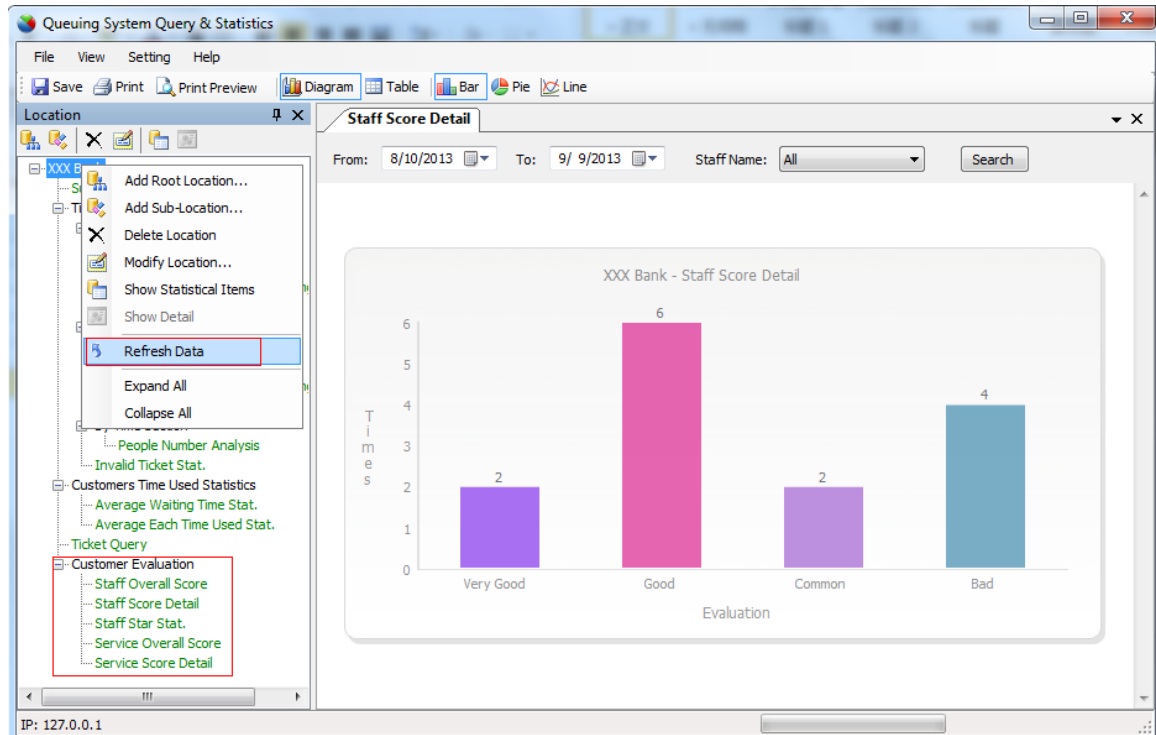 Queuing System Query & Statistics
File View Setting Help
Save Print Print Preview Diagram Table Bar Pie Line
Location
XXX B
Add Root Location...
Add Sub-Location...
Delete Location
Modify Location...
Show Statistical Items
Show Detail
Refresh Data
Expand All
Collapse All
People Number Analysis
Invalid Ticket Stat.
Customers Time Used Statistics
Average Waiting Time Stat.
Average Each Time Used Stat.
Ticket Query
Customer Evaluation
Staff Overall Score
Staff Score Detail
Staff Star Stat.
Service Overall Score
Service Score Detail
Staff Score Detail
From: 8/10/2013 To: 9/ 9/2013 Staff Name: All Search
XXX Bank - Staff Score Detail
Times
6
5
4
3
2
1
0
2
6
2
4
Very Good Good Common Bad
Evaluation
IP: 127.0.0.1